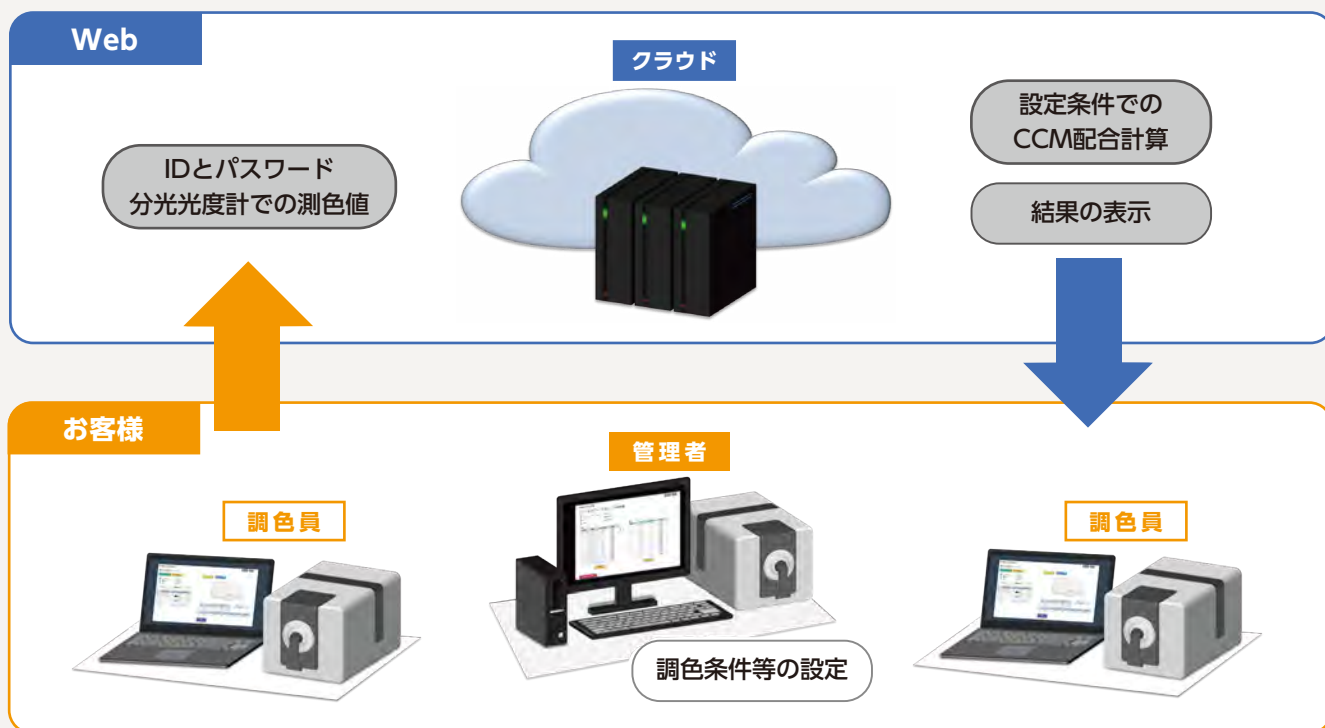 Web
クラウド
IDとパスワード
分光光度計での測色値
設定条件での
CCM配合計算
結果の表示
お客様
管理者
調色員
調色員
調色条件等の設定